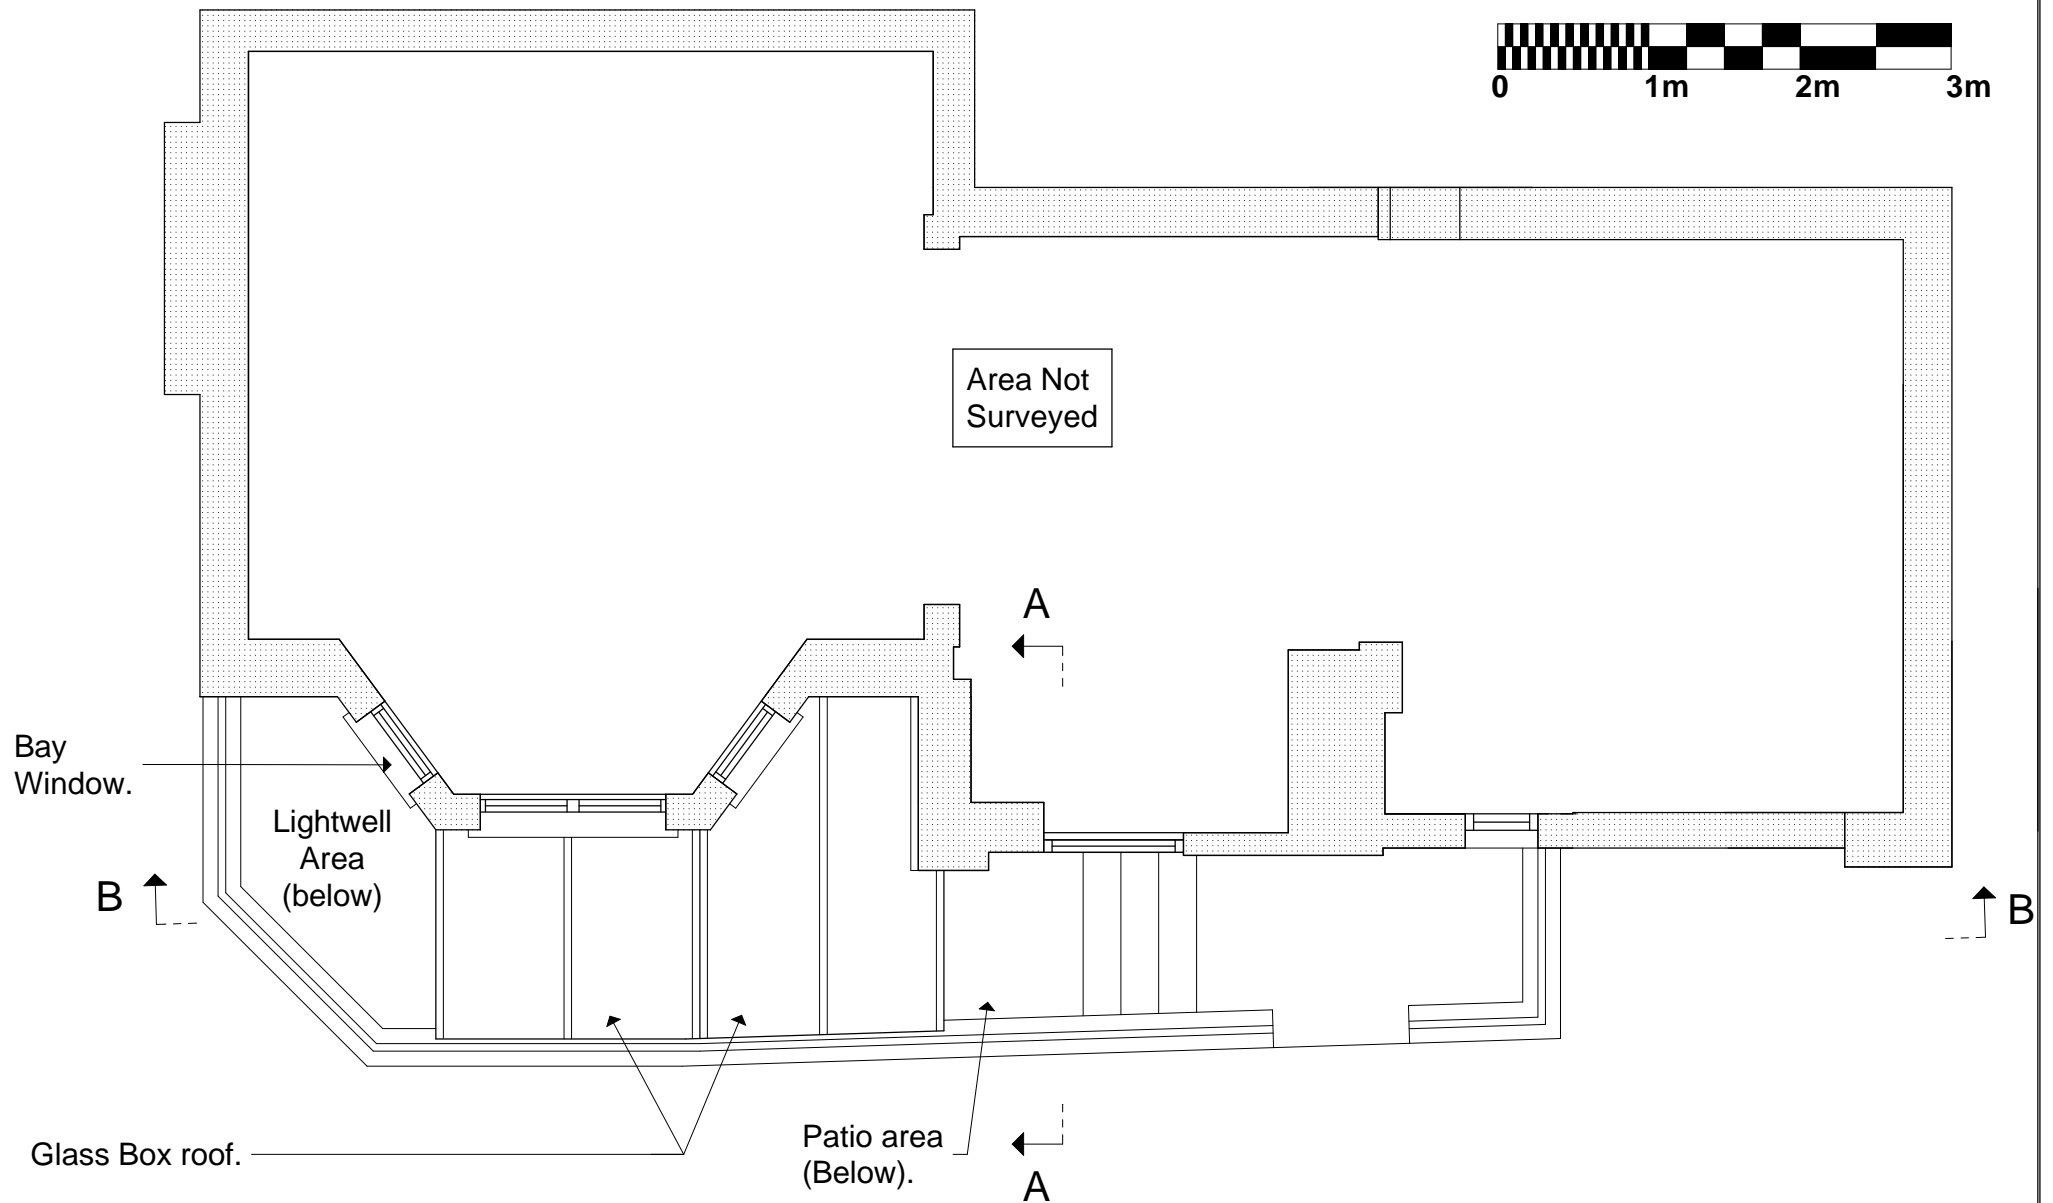 0 1m 2m 3m
Area Not
Surveyed
A
Bay
Window.
Lightwell
Area
(below)
B
B
Glass Box roof.
Patio area
(Below).
A